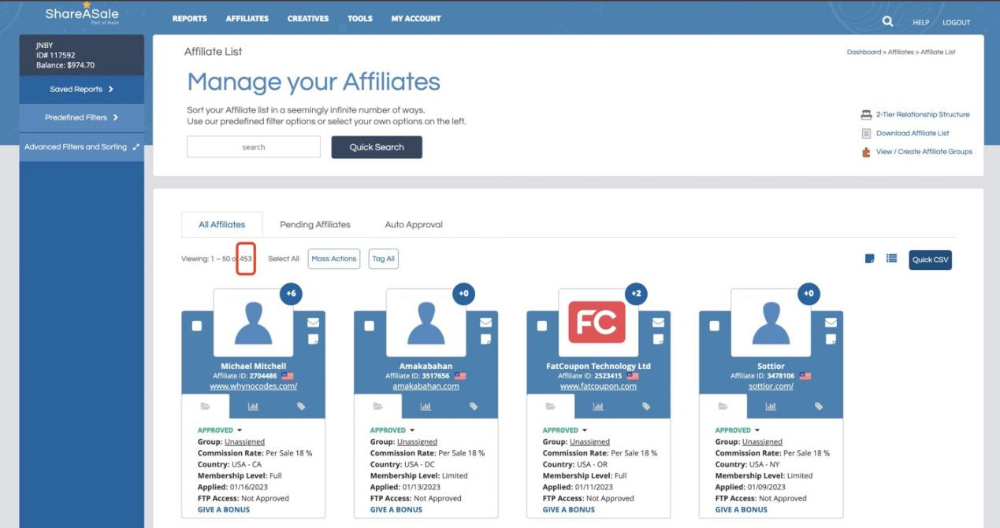 ShareASale
Part of Awin
REPORTS AFFILIATES CREATIVES TOOLS MY ACCOUNT
HELP LOGOUT
JNBY
ID# 117592
Balance: $974.70
Saved Reports
Predefined Filters
Advanced Filters and Sorting
Affiliate List
Dashboard > Affiliates > Affiliate List
Manage your Affiliates
Sort your Affiliate list in a seemingly infinite number of ways.
Use our predefined filter options or select your own options on the left.
search Quick Search
2-Tier Relationship Structure
Download Affiliate List
View / Create Affiliate Groups
All Affiliates Pending Affiliates Auto Approval
Viewing: 1 – 50 of 453 Select All Mass Actions Tag All Quick CSV
+6
Michael Mitchell
Affiliate ID: 2704486
www.whynocodes.com/
APPROVED
Group: Unassigned
Commission Rate: Per Sale 18 %
Country: USA - CA
Membership Level: Full
Applied: 01/16/2023
FTP Access: Not Approved
GIVE A BONUS
+0
Amakabahan
Affiliate ID: 3517656
amakabahan.com
APPROVED
Group: Unassigned
Commission Rate: Per Sale 18 %
Country: USA - DC
Membership Level: Limited
Applied: 01/13/2023
FTP Access: Not Approved
GIVE A BONUS
+2
FC
FatCoupon Technology Ltd
Affiliate ID: 2523415
www.fatcoupon.com
APPROVED
Group: Unassigned
Commission Rate: Per Sale 18 %
Country: USA - OR
Membership Level: Full
Applied: 01/11/2023
FTP Access: Not Approved
GIVE A BONUS
+0
Sottior
Affiliate ID: 3478106
sottior.com/
APPROVED
Group: Unassigned
Commission Rate: Per Sale 18 %
Country: USA - NY
Membership Level: Limited
Applied: 01/09/2023
FTP Access: Not Approved
GIVE A BONUS